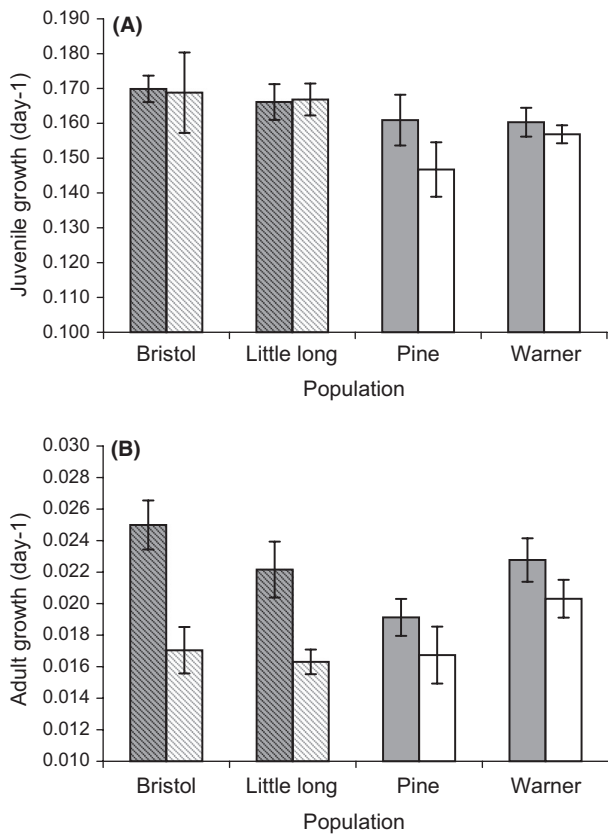 (A)
Juvenile growth (day-1)
0.190
0.180
0.170
0.160
0.150
0.140
0.130
0.120
0.110
0.100
Bristol Little long Pine Warner
Population
(B)
Adult growth (day-1)
0.030
0.028
0.026
0.024
0.022
0.020
0.018
0.016
0.014
0.012
0.010
Bristol Little long Pine Warner
Population